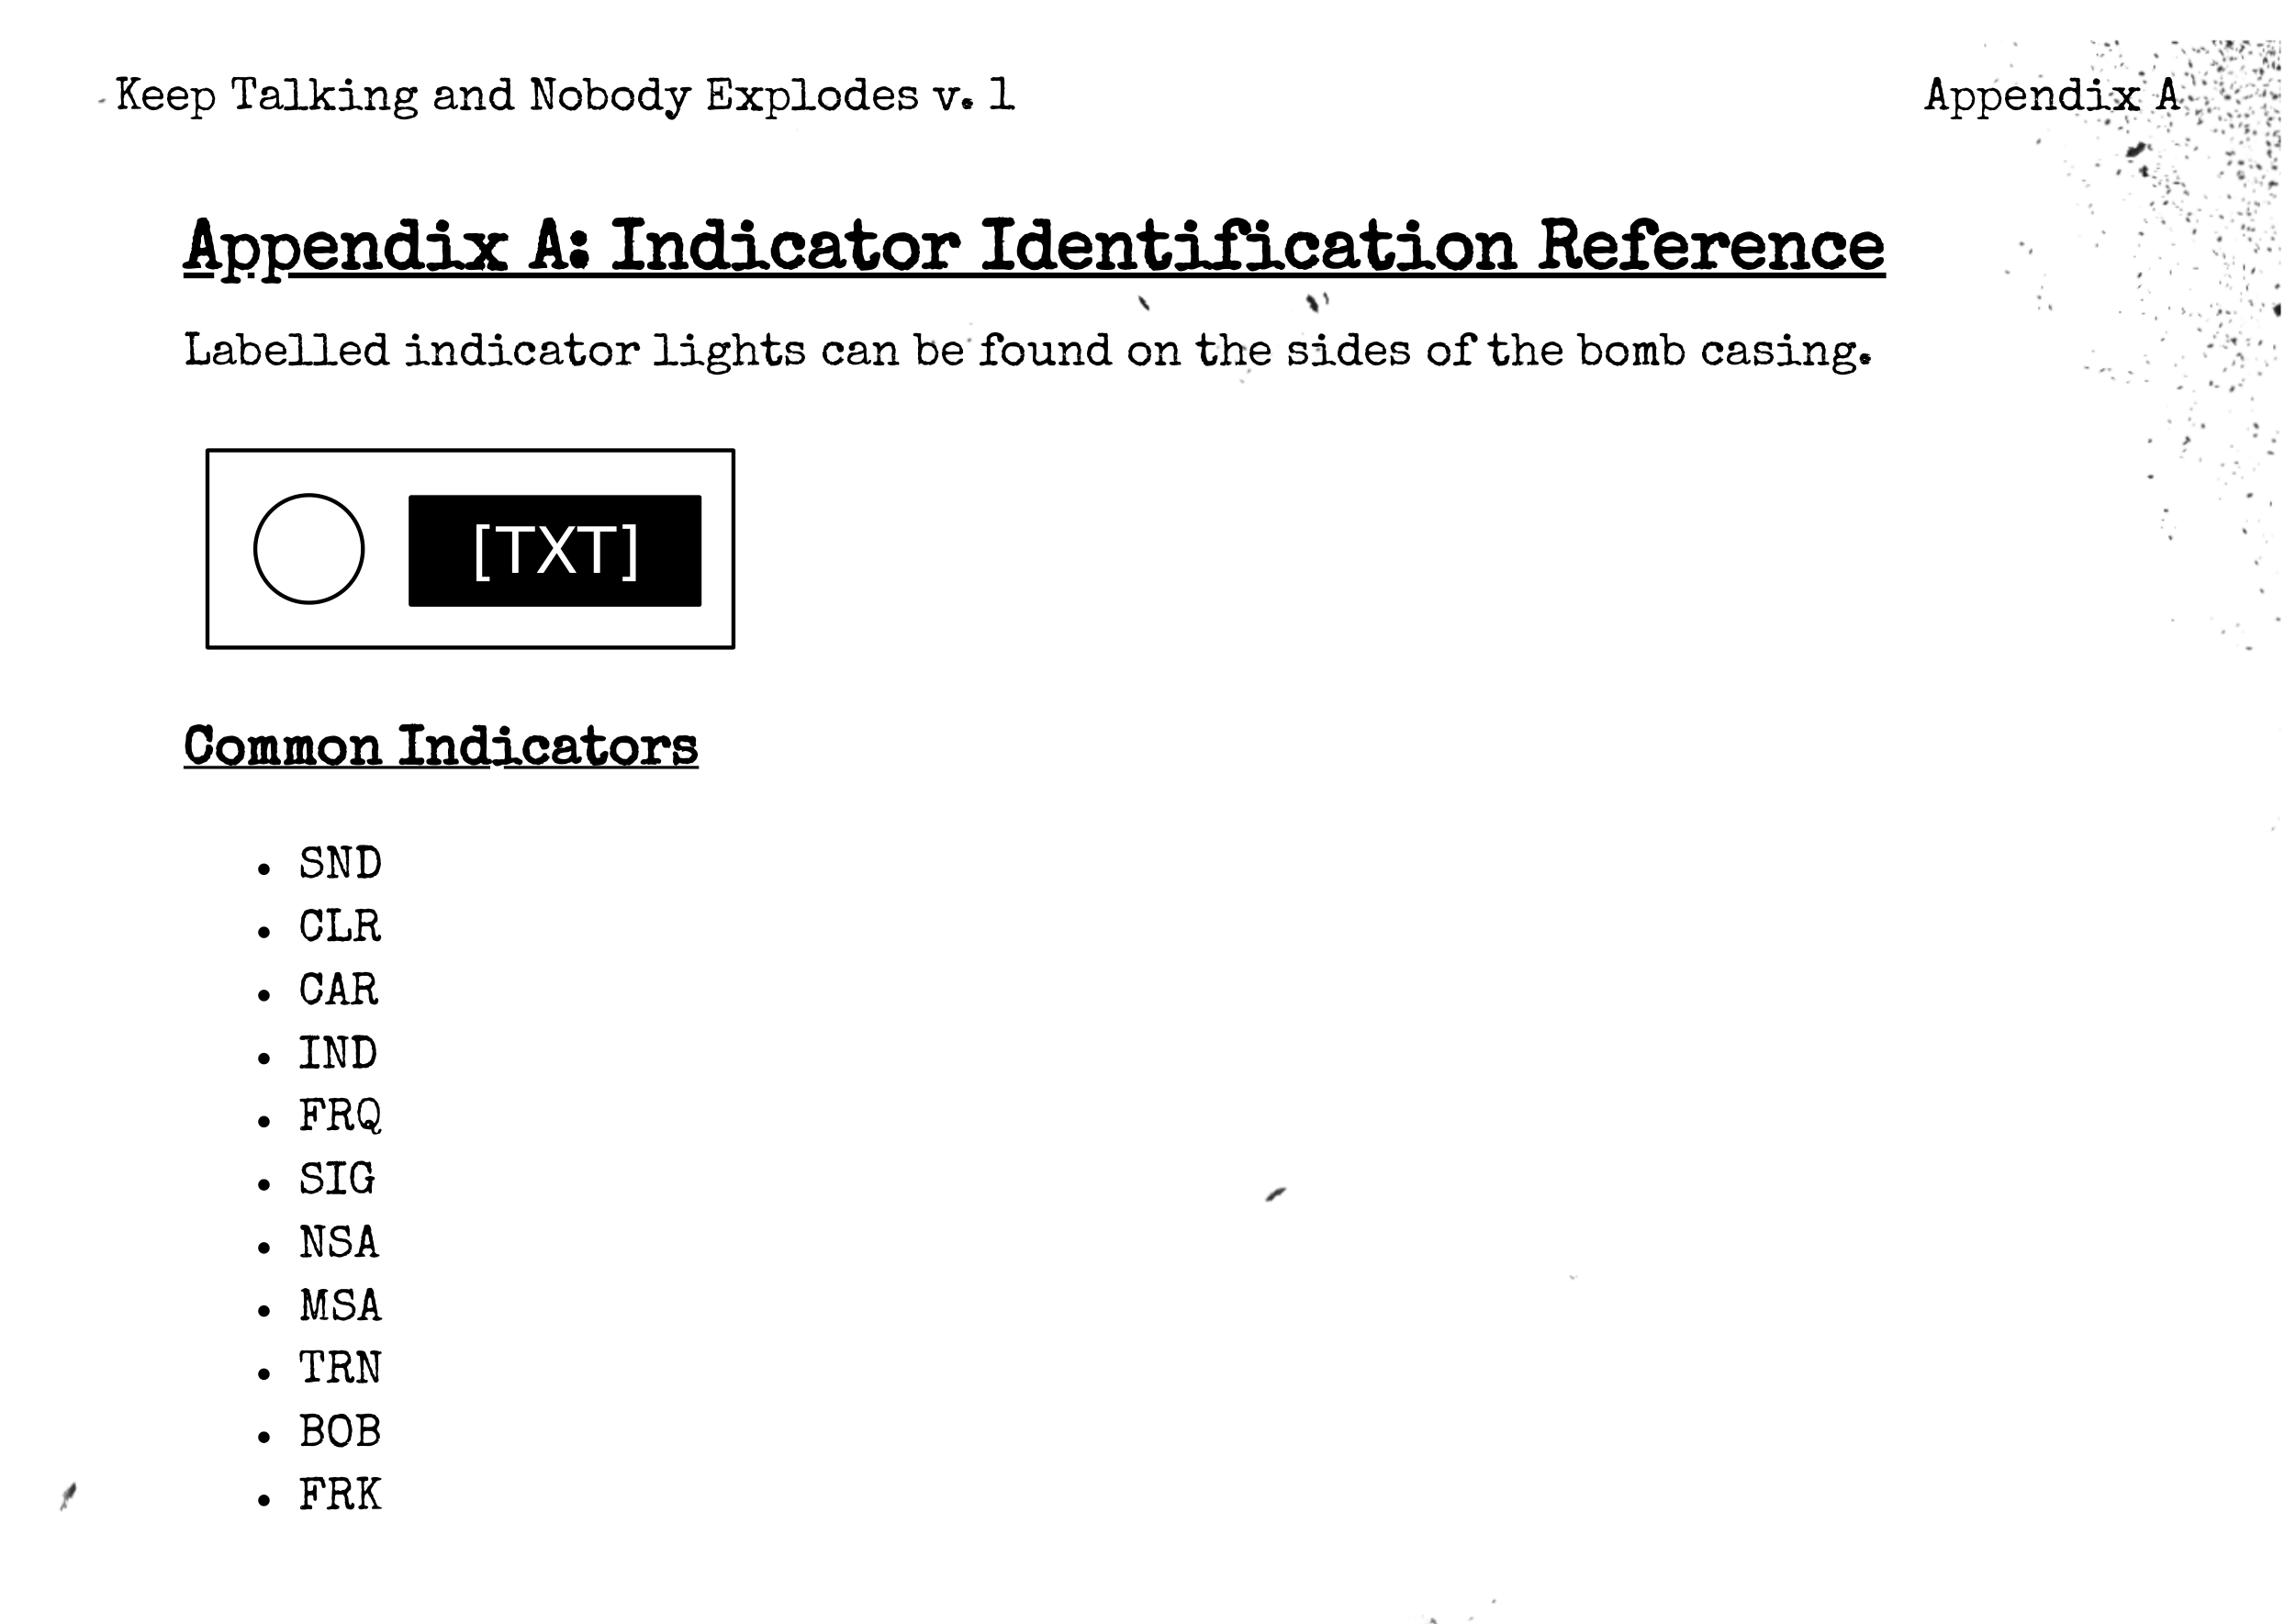 Keep Talking and Nobody Explodes v. 1
Appendix A
Appendix A: Indicator Identification Reference
Labelled indicator lights can be found on the sides of the bomb casing.
[TXT]
Common Indicators
• SND
• CLR
• CAR
• IND
• FRQ
• SIG
• NSA
• MSA
• TRN
• BOB
• FRK